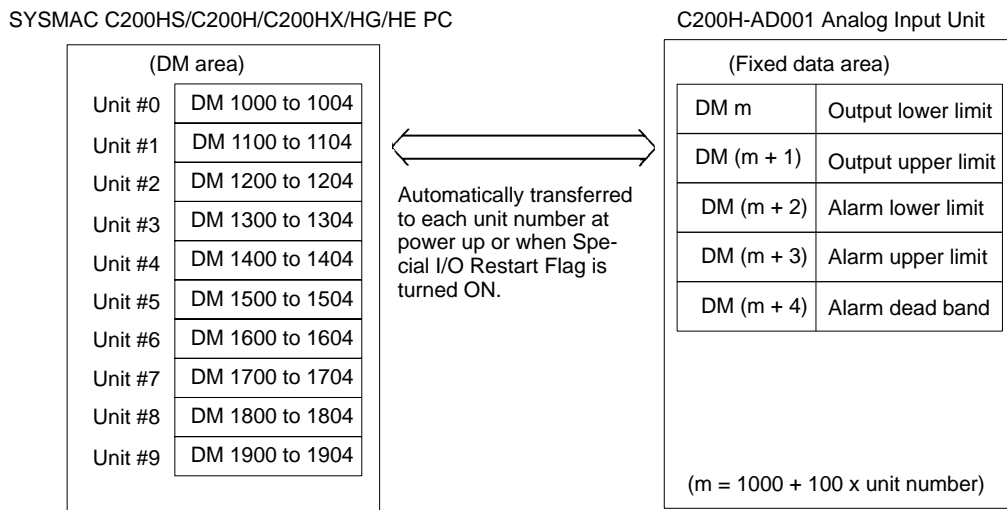 SYSMAC C200HS/C200H/C200HX/HG/HE PC
(DM area)
Unit #0 DM 1000 to 1004
Unit #1 DM 1100 to 1104
Unit #2 DM 1200 to 1204
Unit #3 DM 1300 to 1304
Unit #4 DM 1400 to 1404
Unit #5 DM 1500 to 1504
Unit #6 DM 1600 to 1604
Unit #7 DM 1700 to 1704
Unit #8 DM 1800 to 1804
Unit #9 DM 1900 to 1904
Automatically transferred
to each unit number at
power up or when Spe-
cial I/O Restart Flag is
turned ON.
C200H-AD001 Analog Input Unit
(Fixed data area)
DM m Output lower limit
DM (m + 1) Output upper limit
DM (m + 2) Alarm lower limit
DM (m + 3) Alarm upper limit
DM (m + 4) Alarm dead band
(m = 1000 + 100 x unit number)